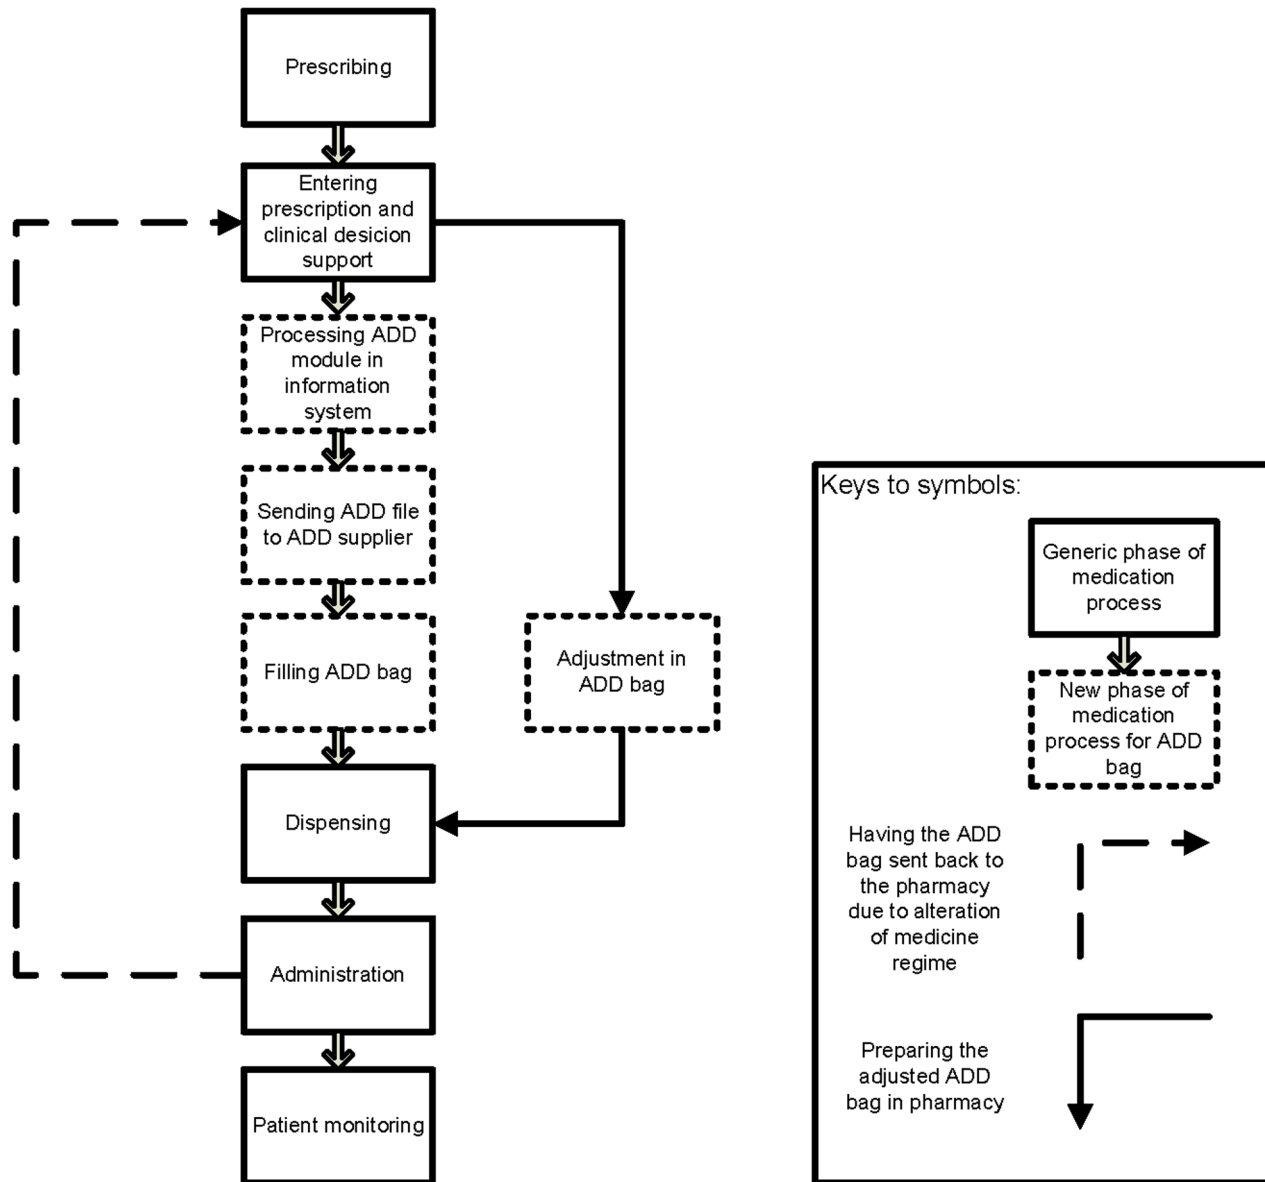 Prescribing
Entering
prescription and
clinical desicion
support
Processing ADD
module in
information
system
Sending ADD file
to ADD supplier
Filling ADD bag
Adjustment in
ADD bag
Dispensing
Administration
Patient monitoring
Keys to symbols:
Generic phase of
medication
process
New phase of
medication
process for ADD
bag
Having the ADD
bag sent back to
the pharmacy
due to alteration
of medicine
regime
Preparing the
adjusted ADD
bag in pharmacy